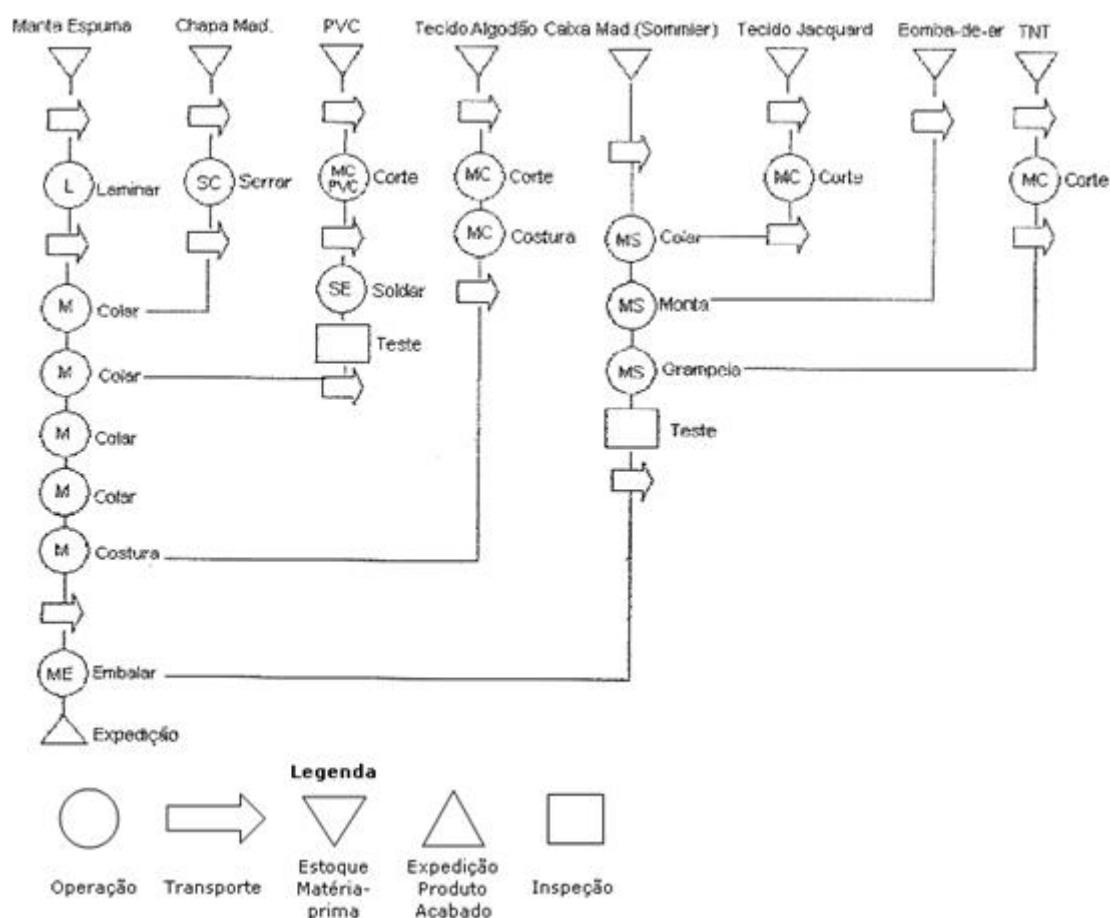 Manta Espuma Chapa Mad. PVC Tecido Algodão Caixa Mad.(Sommier) Tecido Jacquard Bomba-de-ar TNT
L Laminar SC Serrar MC PVC Corte MC Corte MC Corte MC Corte
MC Costura MS Colar
M Colar SE Soldar MS Monta
Teste
M Colar MS Grampeia
M Colar Teste
M Colar
M Costura
ME Embalar
Expedição
Legenda
Operação Transporte Estoque Matéria-prima Expedição Produto Acabado Inspeção